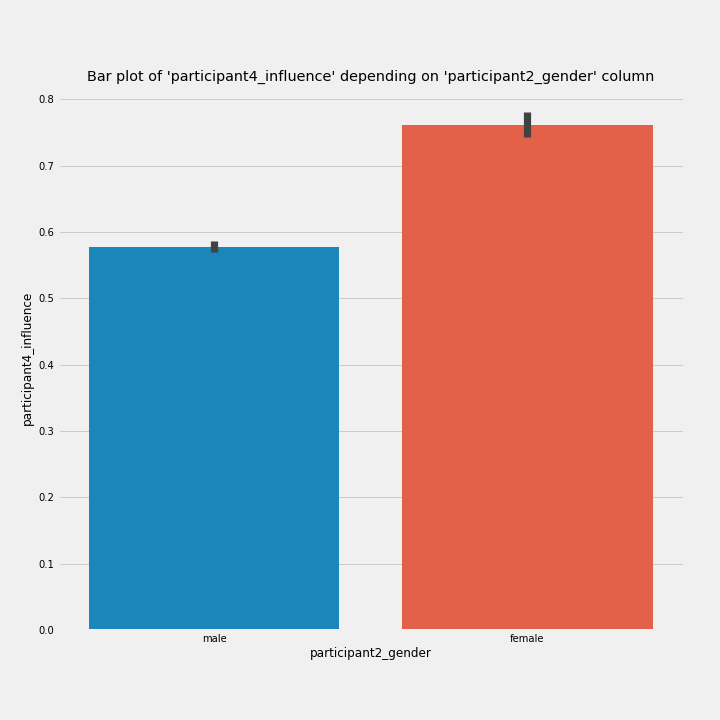 Bar plot of 'participant4_influence' depending on 'participant2_gender' column
0.8
0.7
0.6
0.5
0.4
0.3
0.2
0.1
0.0
participant4_influence
male
female
participant2_gender